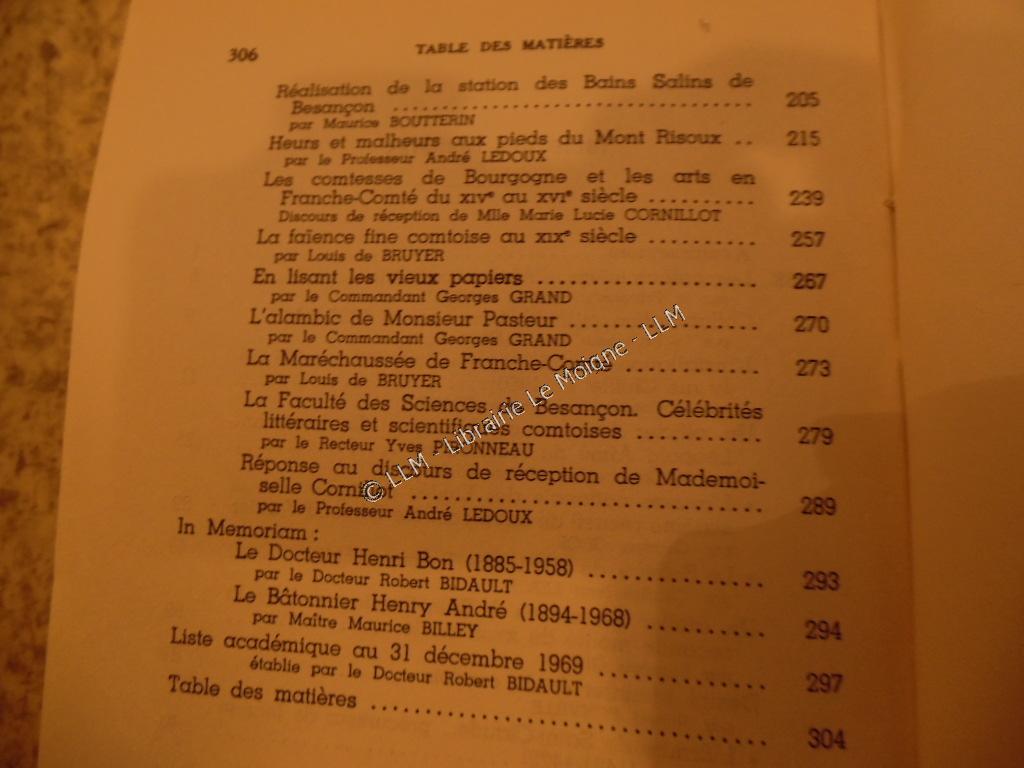 306 TABLE DES MATIÈRES
Réalisation de la station des Bains Salins de
Besançon .................................... 205
par Maurice BOUTTERIN
Heurs et malheurs aux pieds du Mont Risoux .. 215
par le Professeur André LEDOUX
Les comtesses de Bourgogne et les arts en
Franche-Comté du XIVe au XVIe siècle .......... 239
Discours de réception de Mlle Marie Lucie CORNILLOT
La faïence fine comtoise au XIXe siècle .......... 257
par Louis de BRUYER
En lisant les vieux papiers ..................... 267
par le Commandant Georges GRAND
L'alambic de Monsieur Pasteur .................. 270
par le Commandant Georges GRAND
La Maréchaussée de Franche-Comté ............ 273
par Louis de BRUYER
La Faculté des Sciences de Besançon. Célébrités
littéraires et scientifiques comtoises ........... 279
par le Recteur Yves
Réponse au discours de réception de Mademoi-
selle Cornillot ................................ 289
par le Professeur André LEDOUX
In Memoriam :
Le Docteur Henri Bon (1885-1958) .............. 293
par le Docteur Robert BIDAULT
Le Bâtonnier Henry André (1894-1968) ......... 294
par Maître Maurice BILLEY
Liste académique au 31 décembre 1969 ............ 297
établie par le Docteur Robert BIDAULT
Table des matières ............................... 304
© LLM - Librairie Le Moigne - LLM